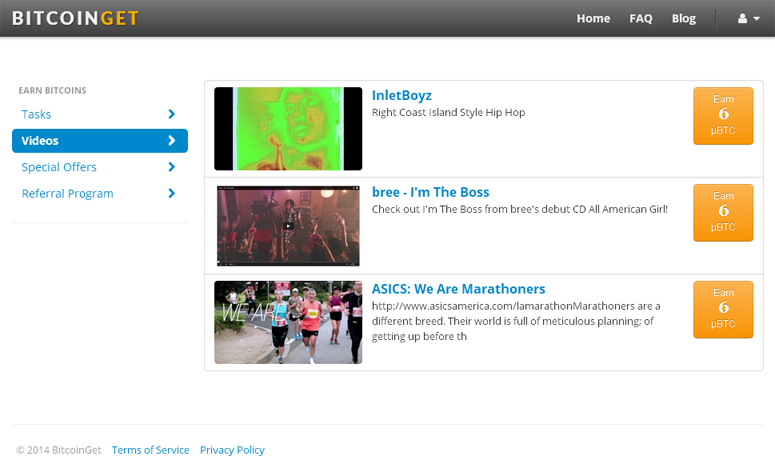 BITCOINGET
Home FAQ Blog
EARN BITCOINS
Tasks
Videos
Special Offers
Referral Program
InletBoyz
Right Coast Island Style Hip Hop
Earn
6
µBTC
bree - I'm The Boss
Check out I'm The Boss from bree's debut CD All American Girl!
Earn
6
µBTC
WE ARE
ASICS: We Are Marathoners
http://www.asicsamerica.com/lamarathonMarathoners are a
different breed. Their world is full of meticulous planning; of
getting up before th
Earn
6
µBTC
© 2014 BitcoinGet Terms of Service Privacy Policy